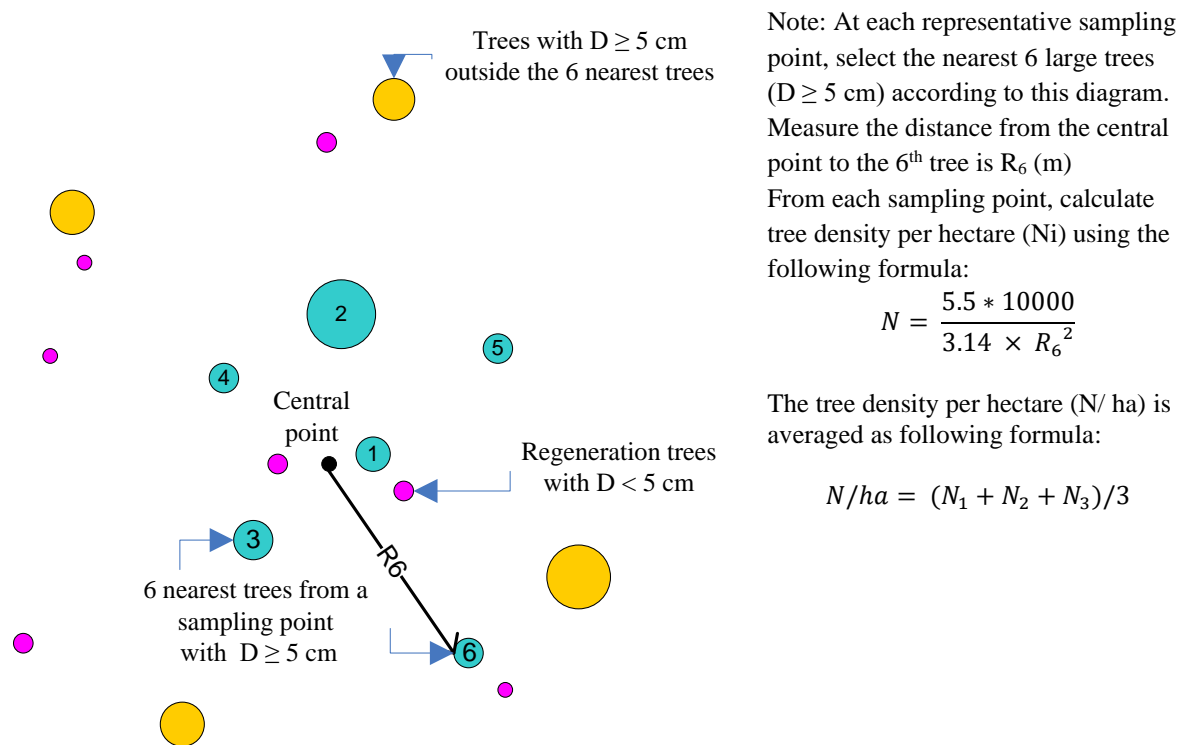 Trees with D ≥ 5 cm
outside the 6 nearest trees
2
5
4
Central
point
1
Regeneration trees
with D < 5 cm
3
R6
6 nearest trees from a
sampling point
with D ≥ 5 cm
6
Note: At each representative sampling
point, select the nearest 6 large trees
(D ≥ 5 cm) according to this diagram.
Measure the distance from the central
point to the 6th tree is R6 (m)
From each sampling point, calculate
tree density per hectare (Ni) using the
following formula:
N = 5.5 * 10000 / 3.14 × R6²
The tree density per hectare (N/ ha) is
averaged as following formula:
N/ha = (N1 + N2 + N3)/3